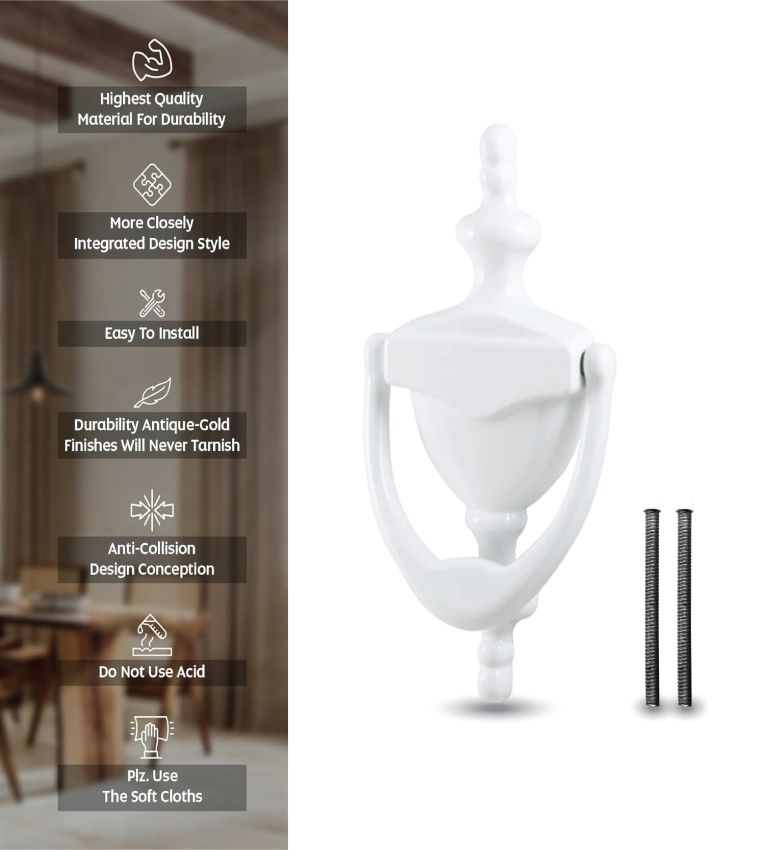 Highest Quality
Material For Durability
More Closely
Integrated Design Style
Easy To Install
Durability Antique-Gold
Finishes Will Never Tarnish
Anti-Collision
Design Conception
Do Not Use Acid
Plz. Use
The Soft Cloths